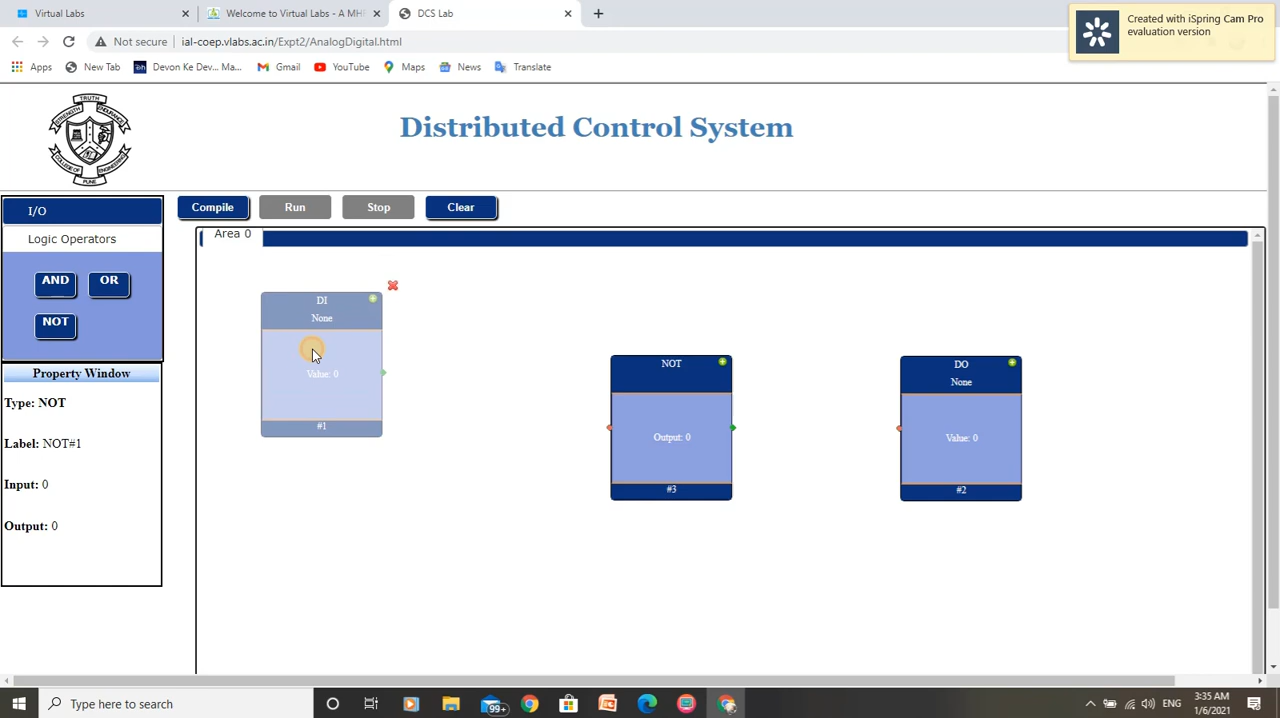 Virtual Labs
Welcome to Virtual Labs - A MH
DCS Lab
Created with iSpring Cam Pro
evaluation version
Not secure
ial-coep.vlabs.ac.in/Expt2/AnalogDigital.html
Apps
New Tab
Devon Ke Dev... Ma...
Gmail
YouTube
Maps
News
Translate
Distributed Control System
Compile
Run
Stop
Clear
I/O
Logic Operators
AND
OR
NOT
Property Window
Type: NOT
Label: NOT#1
Input: 0
Output: 0
Area 0
DI
None
Value: 0
#1
NOT
Output: 0
#3
DO
None
Value: 0
#2
Type here to search
99+
ENG
3:35 AM
1/6/2021